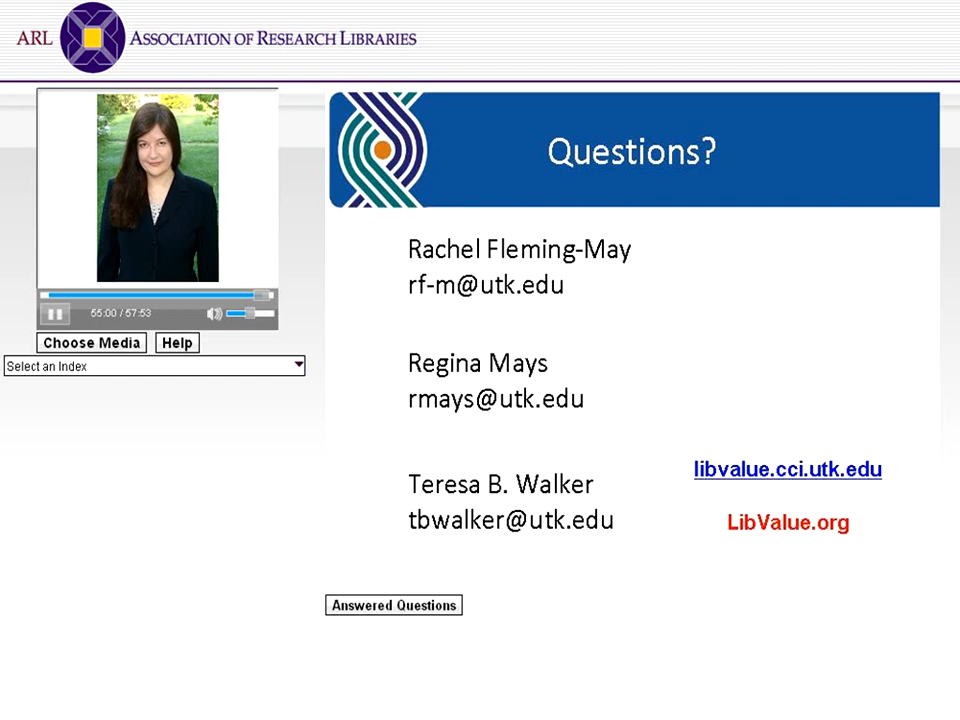 ARL ASSOCIATION OF RESEARCH LIBRARIES
55:00 / 57:53
Choose Media Help
Select an Index
Questions?
Rachel Fleming-May
rf-m@utk.edu
Regina Mays
rmays@utk.edu
Teresa B. Walker
tbwalker@utk.edu
libvalue.cci.utk.edu
LibValue.org
Answered Questions